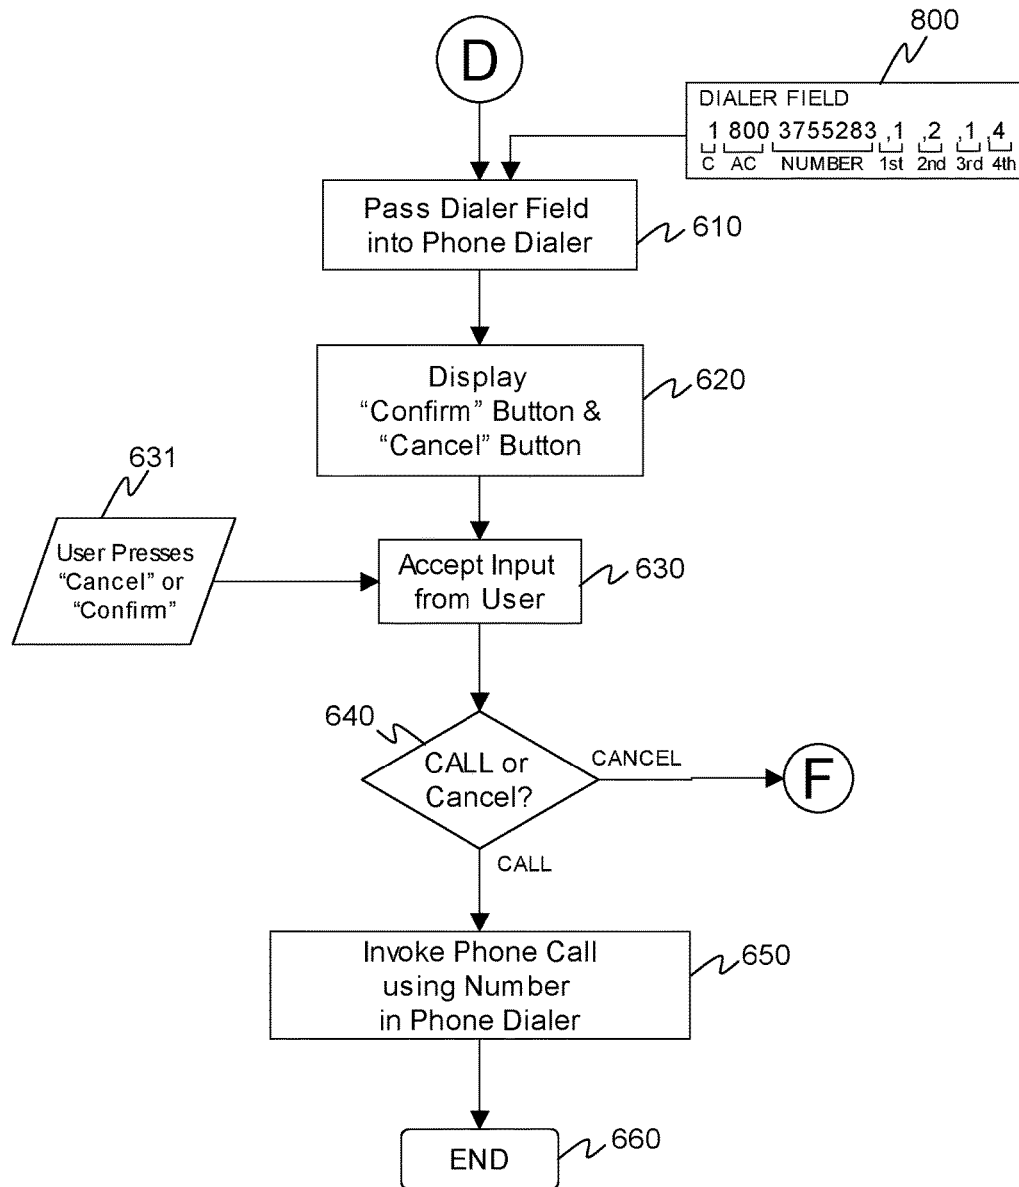 800
D
DIALER FIELD
1 800 3755283 ,1 ,2 ,1 ,4
C AC NUMBER 1st 2nd 3rd 4th
Pass Dialer Field
into Phone Dialer
610
Display
“Confirm” Button &
“Cancel” Button
620
631
User Presses
“Cancel” or
“Confirm”
Accept Input
from User
630
640
CALL or
Cancel?
CANCEL
F
CALL
Invoke Phone Call
using Number
in Phone Dialer
650
END
660